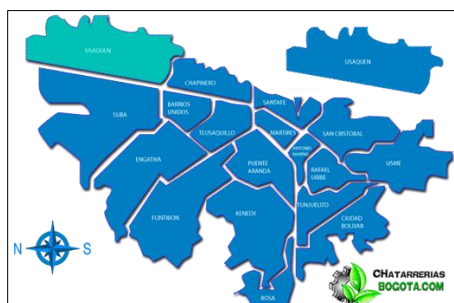 USAQUEN
USAQUEN
CHAPINERO
SUBA
BARRIOS
UNIDOS
SANTAFE
TEUSAQUILLO
MARTIRES
SAN CRISTOBAL
ANTONIO
NARIÑO
ENGATIVA
PUENTE
ARANDA
RAFAEL
URIBE
USME
FONTIBON
KENEDY
TUNJUELITO
CIUDAD
BOLIVAR
BOSA
N
S
CHATARRERIAS
BOGOTA.COM